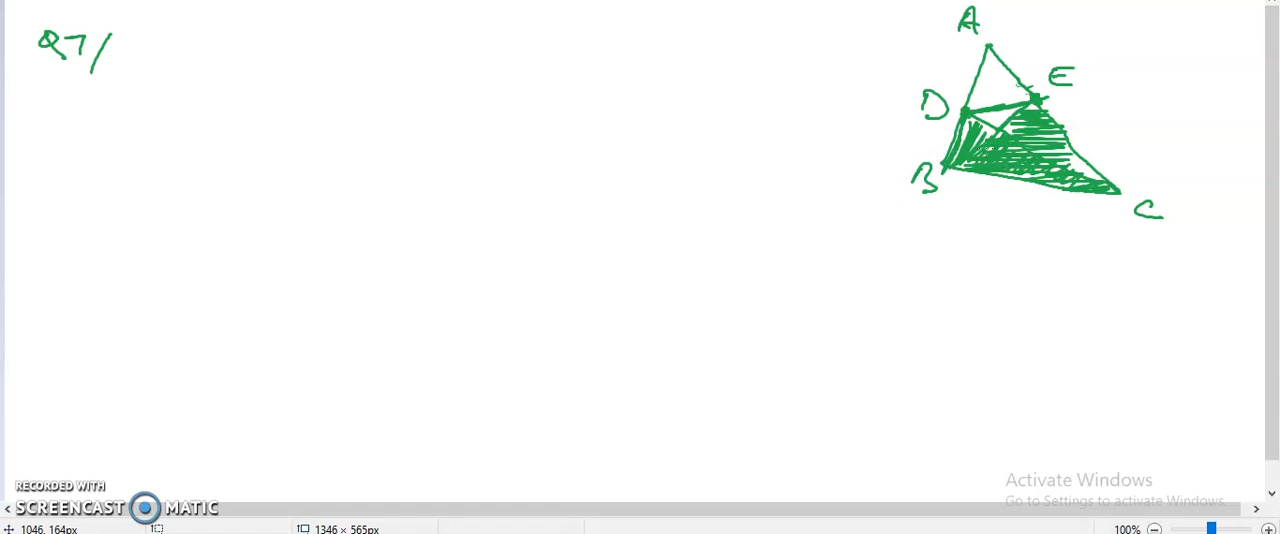 Q7/
A
E
D
B
C
RECORDED WITH
SCREENCAST MATIC
Activate Windows
Go to Settings to activate Windows.
1046, 164px
1346 × 565px
100%